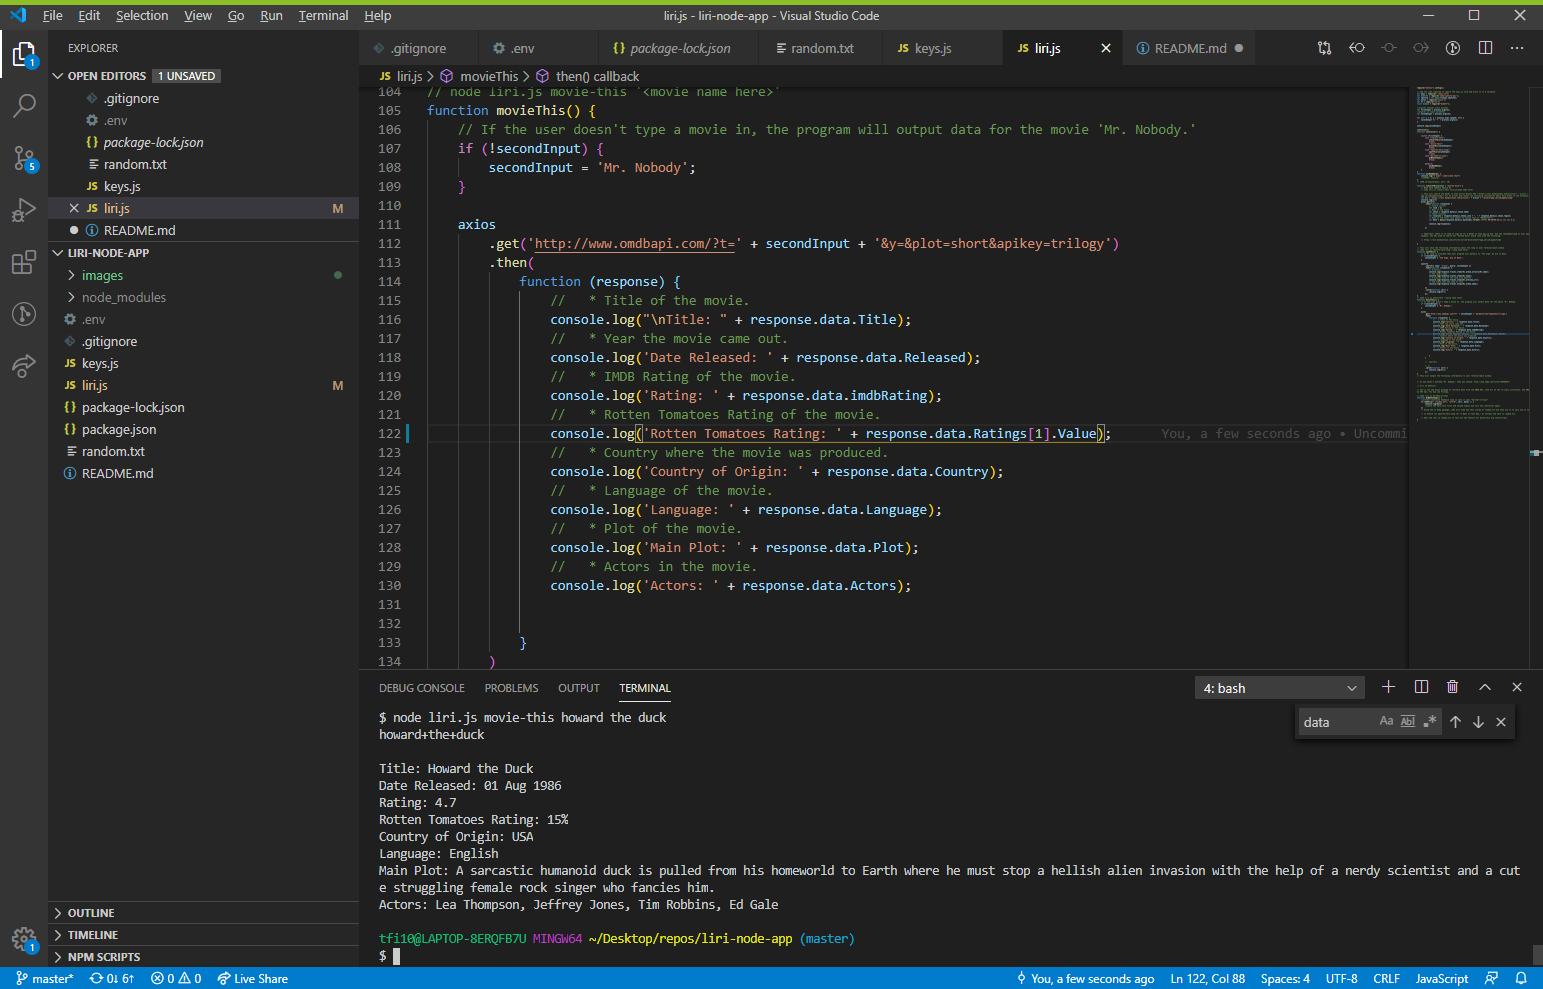 File Edit Selection View Go Run Terminal Help
liri.js - liri-node-app - Visual Studio Code
EXPLORER
OPEN EDITORS 1 UNSAVED
.gitignore
.env
package-lock.json
random.txt
keys.js
liri.js M
README.md
LIRI-NODE-APP
images
node_modules
.env
.gitignore
keys.js
liri.js M
package-lock.json
package.json
random.txt
README.md
OUTLINE
TIMELINE
NPM SCRIPTS
.gitignore .env package-lock.json random.txt JS keys.js JS liri.js README.md
JS liri.js > movieThis > then() callback
104 // node liri.js movie-this '<movie name here>'
105 function movieThis() {
106 // If the user doesn't type a movie in, the program will output data for the movie 'Mr. Nobody.'
107 if (!secondInput) {
108 secondInput = 'Mr. Nobody';
109 }
110
111 axios
112 .get('http://www.omdbapi.com/?t=' + secondInput + '&y=&plot=short&apikey=trilogy')
113 .then(
114 function (response) {
115 //   * Title of the movie.
116 console.log("\nTitle: " + response.data.Title);
117 //   * Year the movie came out.
118 console.log('Date Released: ' + response.data.Released);
119 //   * IMDB Rating of the movie.
120 console.log('Rating: ' + response.data.imdbRating);
121 //   * Rotten Tomatoes Rating of the movie.
122 console.log('Rotten Tomatoes Rating: ' + response.data.Ratings[1].Value); You, a few seconds ago • Uncommi
123 //   * Country where the movie was produced.
124 console.log('Country of Origin: ' + response.data.Country);
125 //   * Language of the movie.
126 console.log('Language: ' + response.data.Language);
127 //   * Plot of the movie.
128 console.log('Main Plot: ' + response.data.Plot);
129 //   * Actors in the movie.
130 console.log('Actors: ' + response.data.Actors);
131
132
133 }
134 )
DEBUG CONSOLE PROBLEMS OUTPUT TERMINAL 4: bash
data Aa Abl .*
$ node liri.js movie-this howard the duck
howard+the+duck
Title: Howard the Duck
Date Released: 01 Aug 1986
Rating: 4.7
Rotten Tomatoes Rating: 15%
Country of Origin: USA
Language: English
Main Plot: A sarcastic humanoid duck is pulled from his homeworld to Earth where he must stop a hellish alien invasion with the help of a nerdy scientist and a cut
e struggling female rock singer who fancies him.
Actors: Lea Thompson, Jeffrey Jones, Tim Robbins, Ed Gale
tfi10@LAPTOP-8ERQFB7U MINGW64 ~/Desktop/repos/liri-node-app (master)
$
master* 0↓ 6↑ 0 0 Live Share You, a few seconds ago Ln 122, Col 88 Spaces: 4 UTF-8 CRLF JavaScript